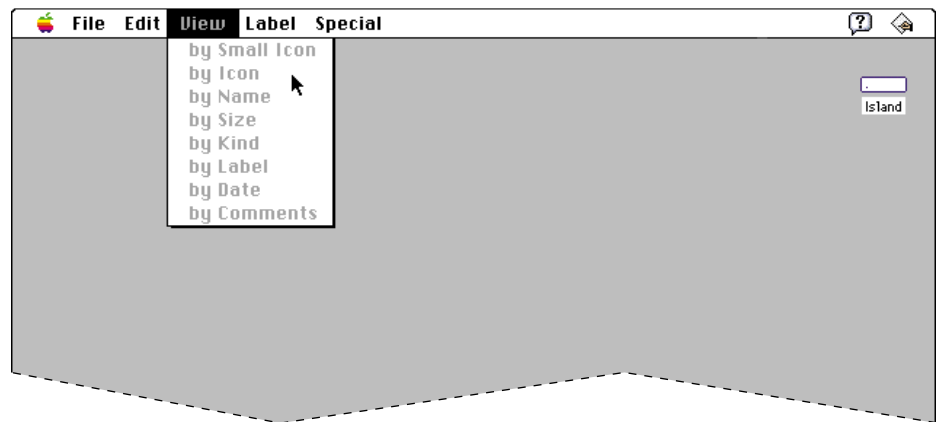 File Edit View Label Special
by Small Icon
by Icon
by Name
by Size
by Kind
by Label
by Date
by Comments
Island